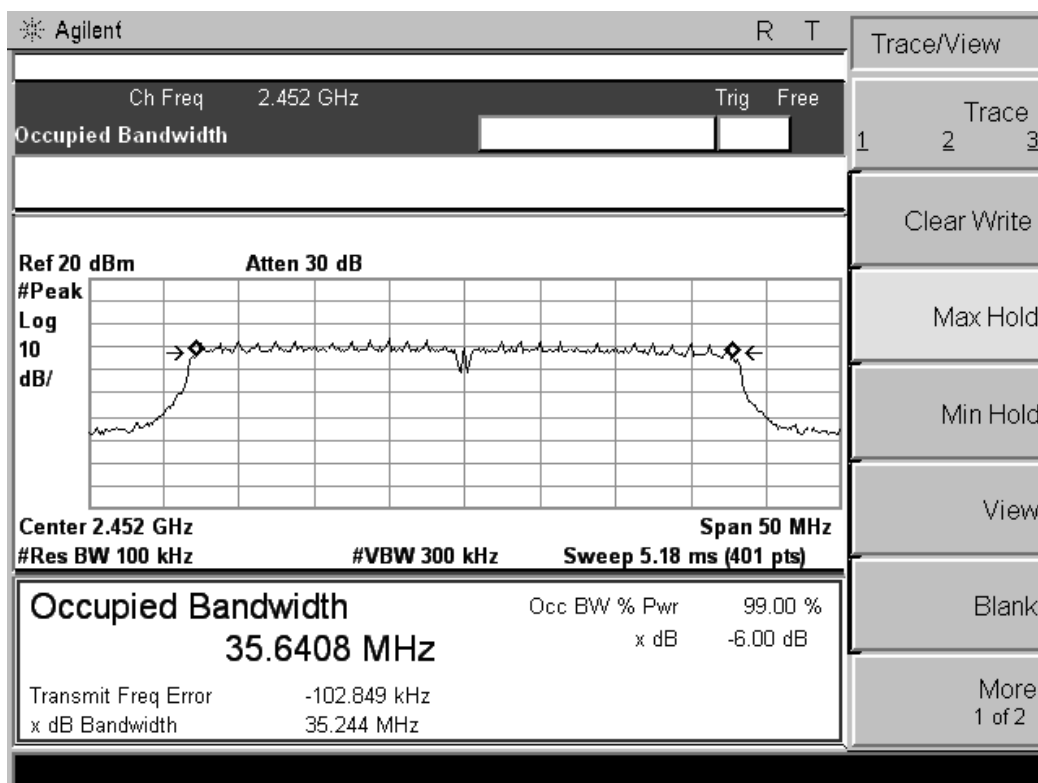 Agilent R T
Trace/View
Ch Freq 2.452 GHz Trig Free
Occupied Bandwidth
Trace
1 2 3
Clear Write
Ref 20 dBm Atten 30 dB
#Peak
Log
10
dB/
Max Hold
Min Hold
View
Center 2.452 GHz Span 50 MHz
#Res BW 100 kHz #VBW 300 kHz Sweep 5.18 ms (401 pts)
Occupied Bandwidth
35.6408 MHz
Occ BW % Pwr 99.00 %
x dB -6.00 dB
Transmit Freq Error -102.849 kHz
x dB Bandwidth 35.244 MHz
Blank
More
1 of 2